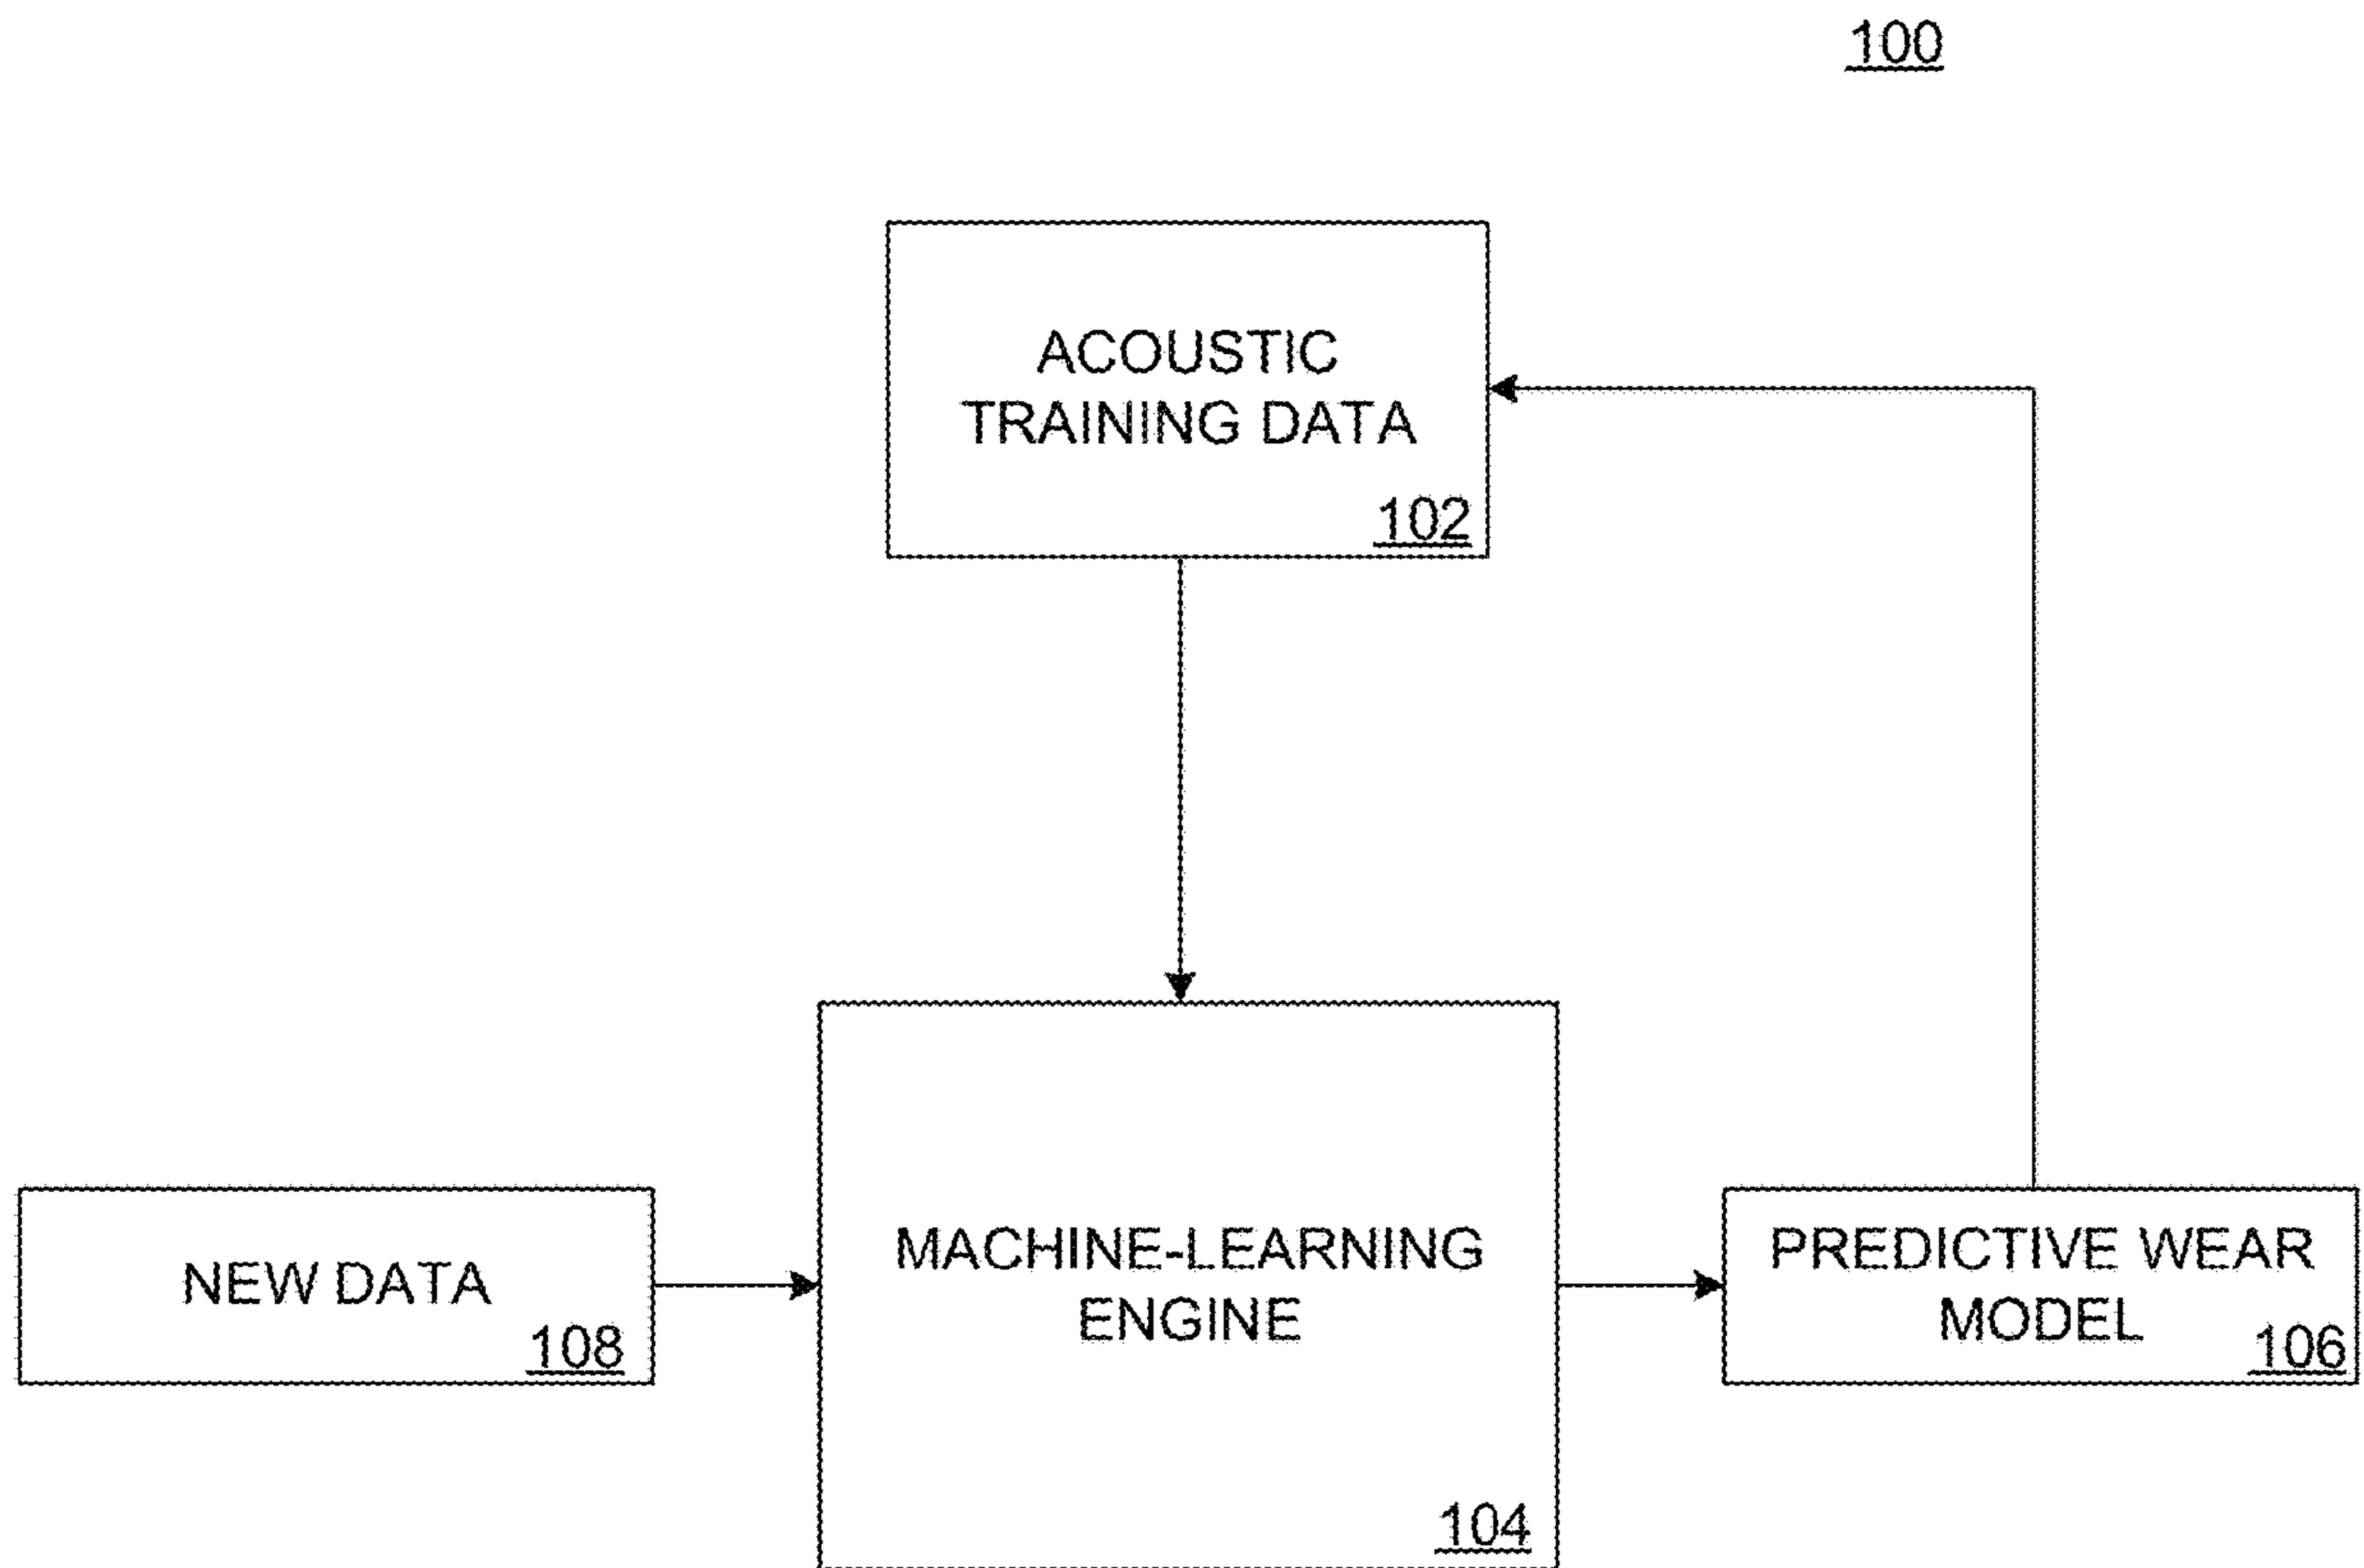 100
ACOUSTIC
TRAINING DATA
102
NEW DATA
108
MACHINE-LEARNING
ENGINE
104
PREDICTIVE WEAR
MODEL
106